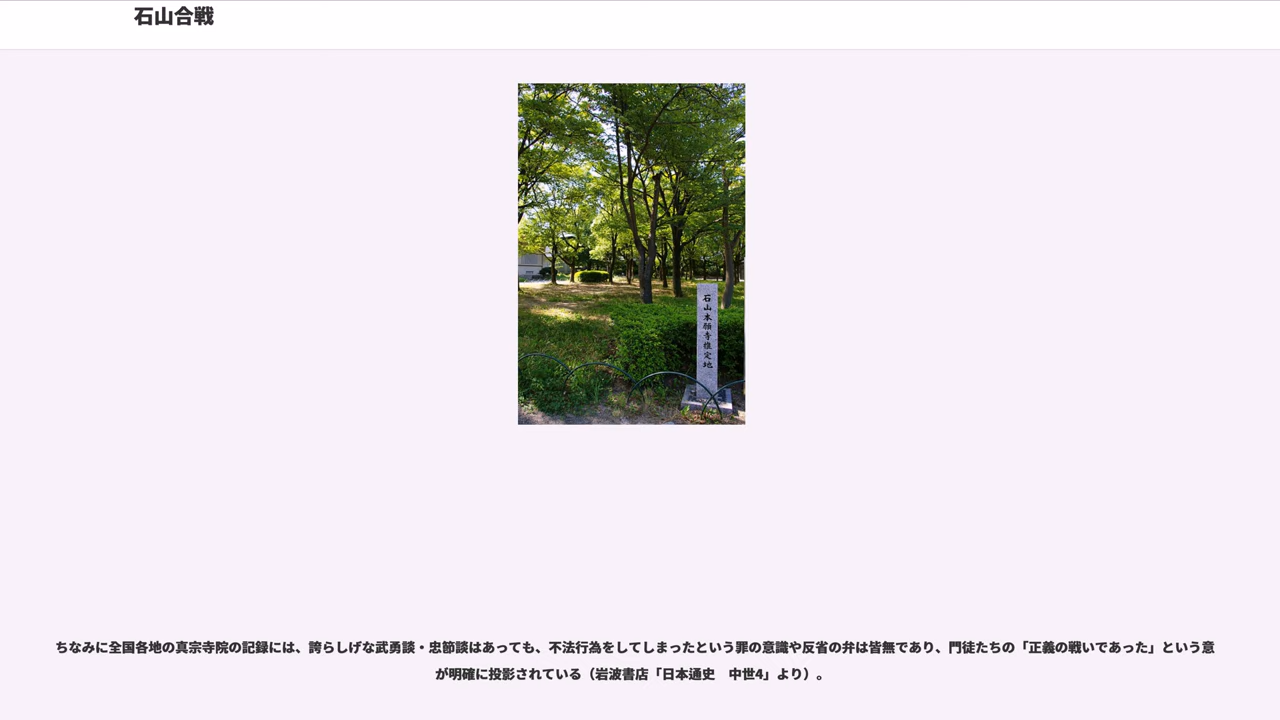 石山合戦
石山本願寺推定地
ちなみに全国各地の真宗寺院の記録には、誇らしげな武勇談・忠節談はあっても、不法行為をしてしまったという罪の意識や反省の弁は皆無であり、門徒たちの「正義の戦いであった」という意
が明確に投影されている（岩波書店「日本通史　中世4」より）。